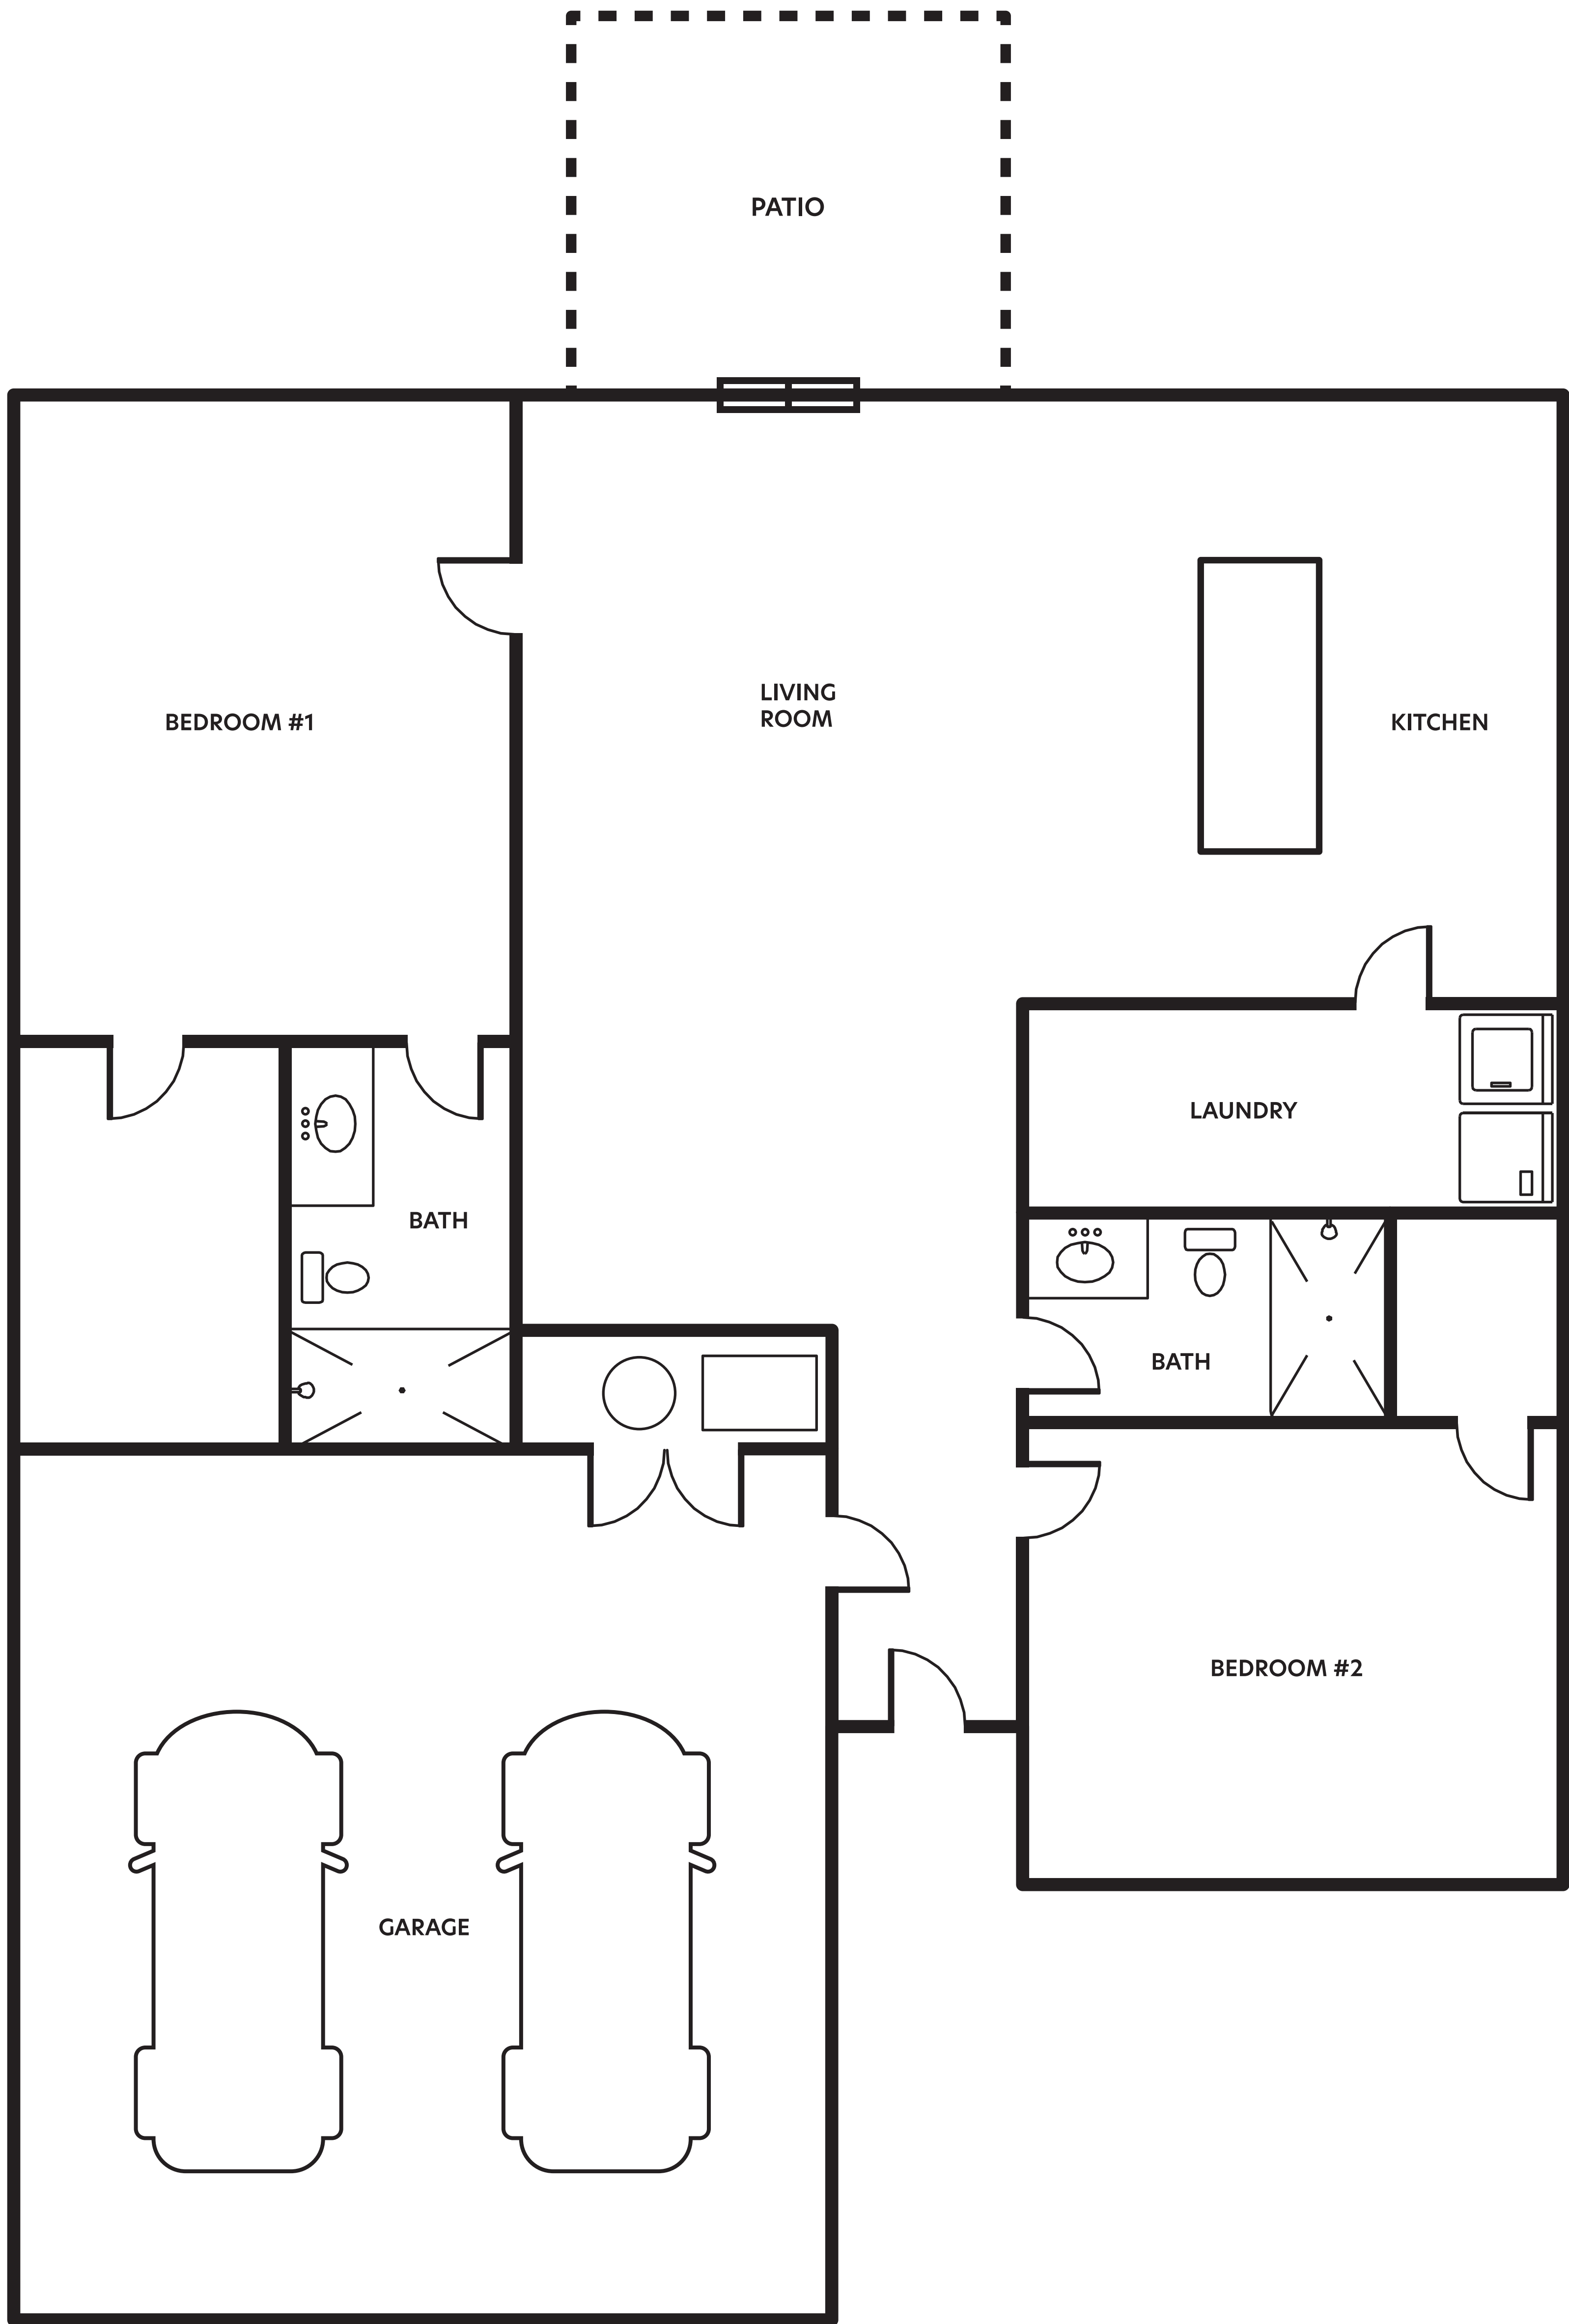 PATIO
LIVING
ROOM
BEDROOM #1
KITCHEN
LAUNDRY
BATH
BATH
BEDROOM #2
GARAGE